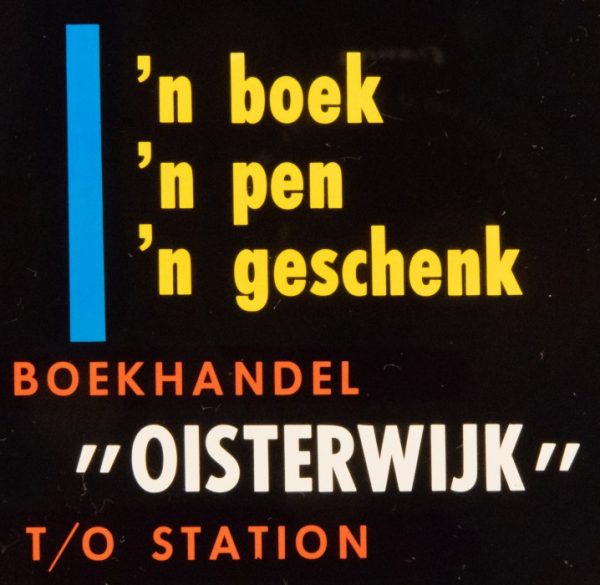 ’n boek
’n pen
’n geschenk
BOEKHANDEL
"OISTERWIJK"
T/O STATION